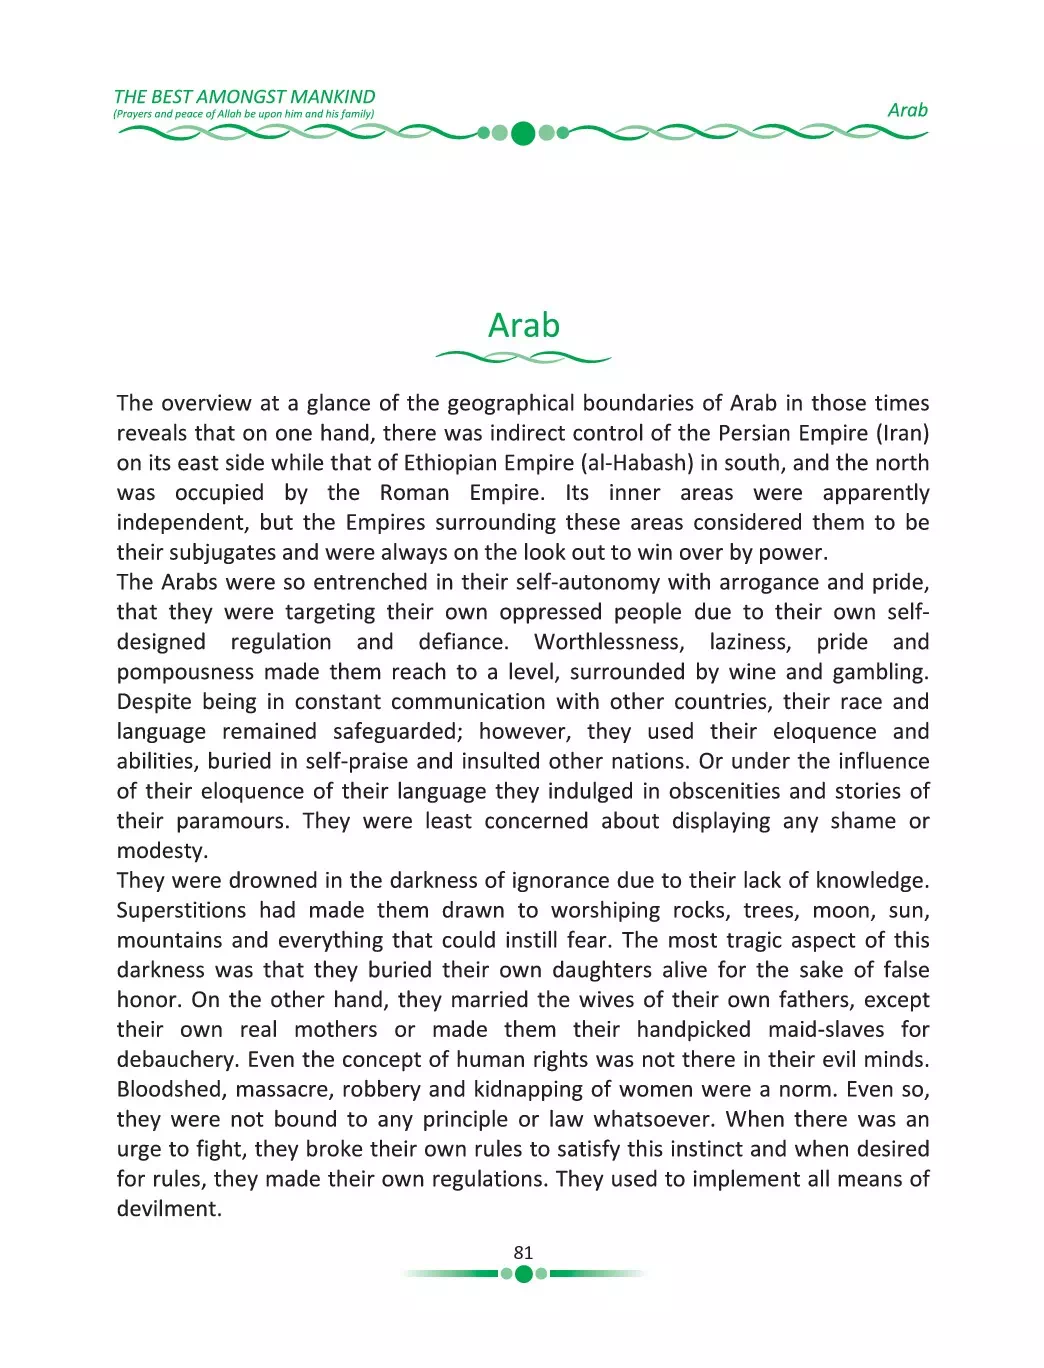 THE BEST AMONGST MANKIND
(Prayers and peace of Allah be upon him and his family)
Arab
Arab
The overview at a glance of the geographical boundaries of Arab in those times
reveals that on one hand, there was indirect control of the Persian Empire (Iran)
on its east side while that of Ethiopian Empire (al-Habash) in south, and the north
was occupied by the Roman Empire. Its inner areas were apparently
independent, but the Empires surrounding these areas considered them to be
their subjugates and were always on the look out to win over by power.
The Arabs were so entrenched in their self-autonomy with arrogance and pride,
that they were targeting their own oppressed people due to their own self-
designed regulation and defiance. Worthlessness, laziness, pride and
pompousness made them reach to a level, surrounded by wine and gambling.
Despite being in constant communication with other countries, their race and
language remained safeguarded; however, they used their eloquence and
abilities, buried in self-praise and insulted other nations. Or under the influence
of their eloquence of their language they indulged in obscenities and stories of
their paramours. They were least concerned about displaying any shame or
modesty.
They were drowned in the darkness of ignorance due to their lack of knowledge.
Superstitions had made them drawn to worshiping rocks, trees, moon, sun,
mountains and everything that could instill fear. The most tragic aspect of this
darkness was that they buried their own daughters alive for the sake of false
honor. On the other hand, they married the wives of their own fathers, except
their own real mothers or made them their handpicked maid-slaves for
debauchery. Even the concept of human rights was not there in their evil minds.
Bloodshed, massacre, robbery and kidnapping of women were a norm. Even so,
they were not bound to any principle or law whatsoever. When there was an
urge to fight, they broke their own rules to satisfy this instinct and when desired
for rules, they made their own regulations. They used to implement all means of
devilment.
81